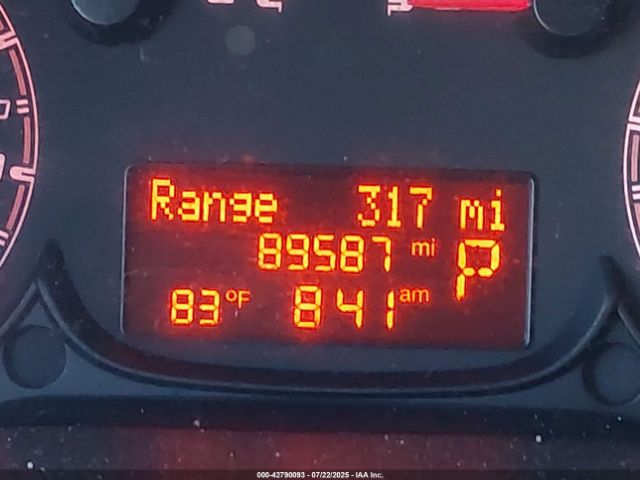 Range 317 mi
89587 mi P
83°F 841 am
000-42790093 - 07/22/2025 - IAA Inc.